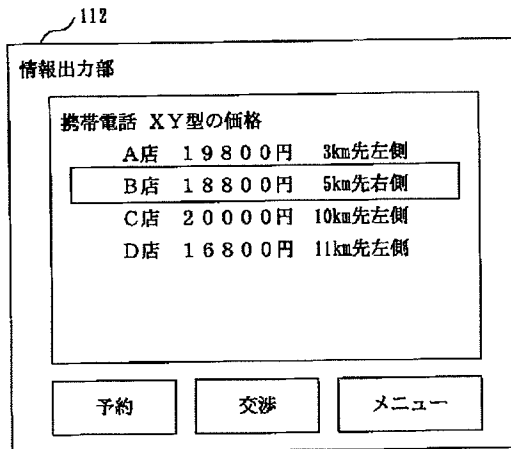 112
情報出力部
携帯電話 XY型の価格
A店 19800円 3km先左側
B店 18800円 5km先右側
C店 20000円 10km先左側
D店 16800円 11km先左側
予約 交渉 メニュー